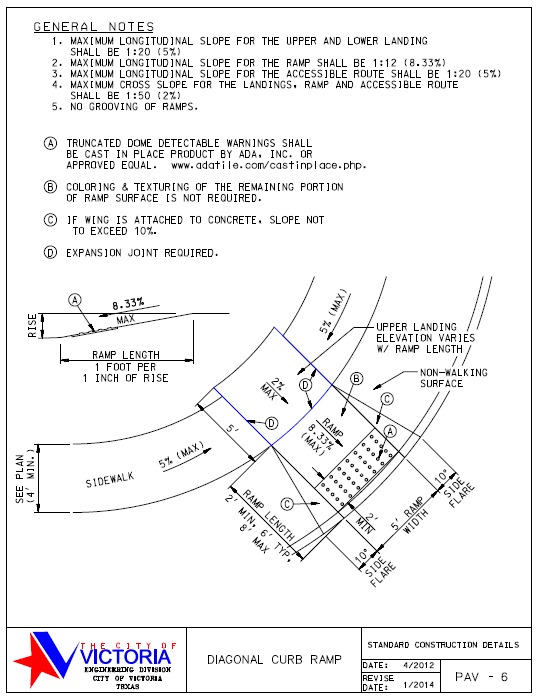 GENERAL NOTES
1. MAXIMUM LONGITUDINAL SLOPE FOR THE UPPER AND LOWER LANDING
SHALL BE 1:20 (5%)
2. MAXIMUM LONGITUDINAL SLOPE FOR THE RAMP SHALL BE 1:12 (8.33%)
3. MAXIMUM LONGITUDINAL SLOPE FOR THE ACCESSIBLE ROUTE SHALL BE 1:20 (5%)
4. MAXIMUM CROSS SLOPE FOR THE LANDINGS, RAMP AND ACCESSIBLE ROUTE
SHALL BE 1:50 (2%)
5. NO GROOVING OF RAMPS.
A TRUNCATED DOME DETECTABLE WARNINGS SHALL
BE CAST IN PLACE PRODUCT BY ADA, INC. OR
APPROVED EQUAL. www.adatile.com/castinplace.php.
B COLORING & TEXTURING OF THE REMAINING PORTION
OF RAMP SURFACE IS NOT REQUIRED.
C IF WING IS ATTACHED TO CONCRETE, SLOPE NOT
TO EXCEED 10%.
D EXPANSION JOINT REQUIRED.
A
8.33%
MAX
RISE
RAMP LENGTH
1 FOOT PER
1 INCH OF RISE
5% (MAX)
UPPER LANDING
ELEVATION VARIES
W/ RAMP LENGTH
NON-WALKING
SURFACE
2%
MAX
D
B
C
D
A
RAMP
8.33%
(MAX)
5'
5% (MAX)
SIDEWALK
SEE PLAN
(4' MIN.)
C
RAMP LENGTH
2' MIN, 6' TYP,
8' MAX
2'
MIN
10°
SIDE
FLARE
5' RAMP
WIDTH
10°
SIDE
FLARE
THE CITY OF
VICTORIA
ENGINEERING DIVISION
CITY OF VICTORIA
TEXAS
DIAGONAL CURB RAMP
STANDARD CONSTRUCTION DETAILS
DATE: 4/2012
REVISE
DATE: 1/2014
PAV - 6